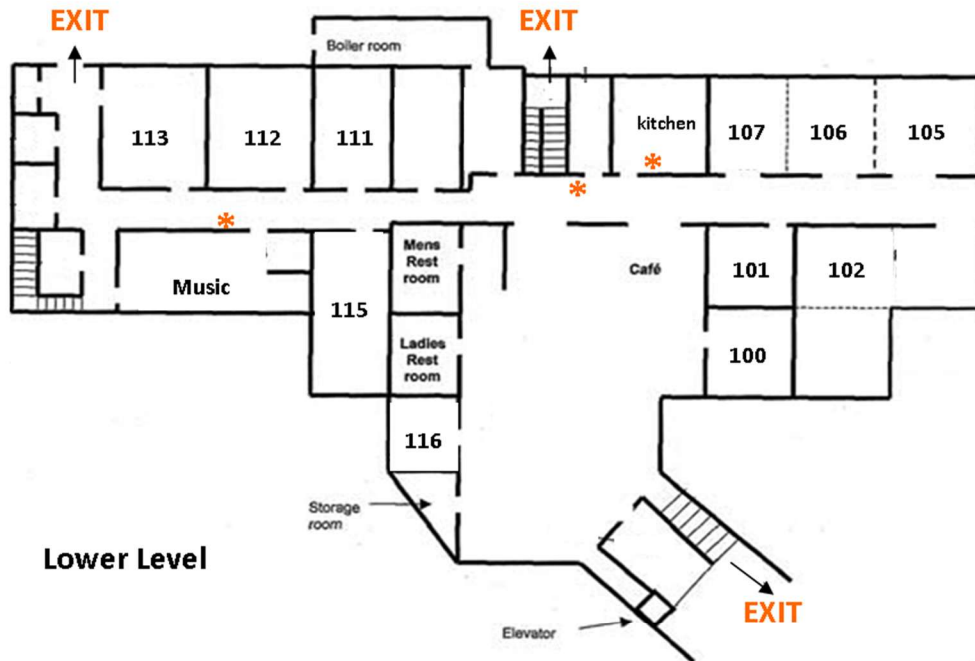 EXIT
EXIT
Boiler room
113
112
111
kitchen
107
106
105
*
*
*
Mens
Rest
room
Café
101
102
Music
115
Ladies
Rest
room
100
116
Storage
room
Lower Level
EXIT
Elevator